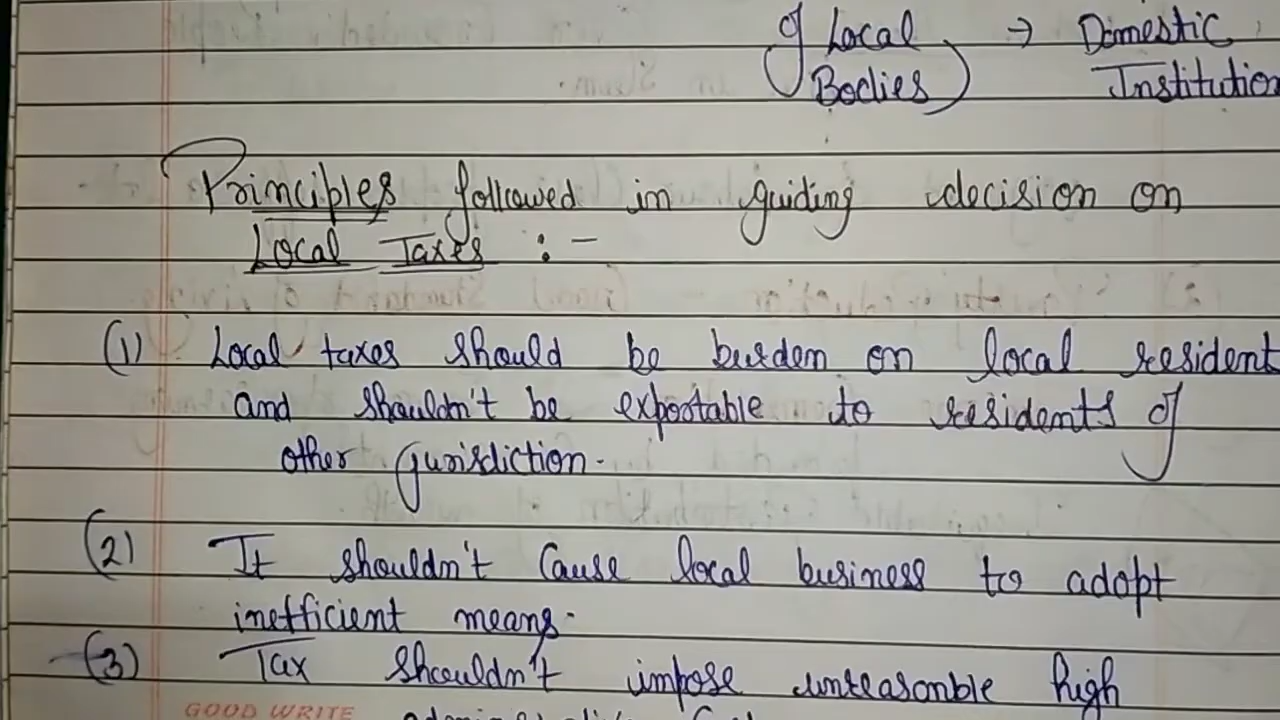 of Local → Domestic
Bodies) Institution
Principles followed in guiding decision on
Local Taxes :-
(1) Local taxes should be burden on local resident
and shouldn't be exportable to residents of
other jurisdiction.
(2) It shouldn't Cause local business to adopt
inefficient means.
(3) Tax shouldn't impose unreasonble high
GOOD WRITE